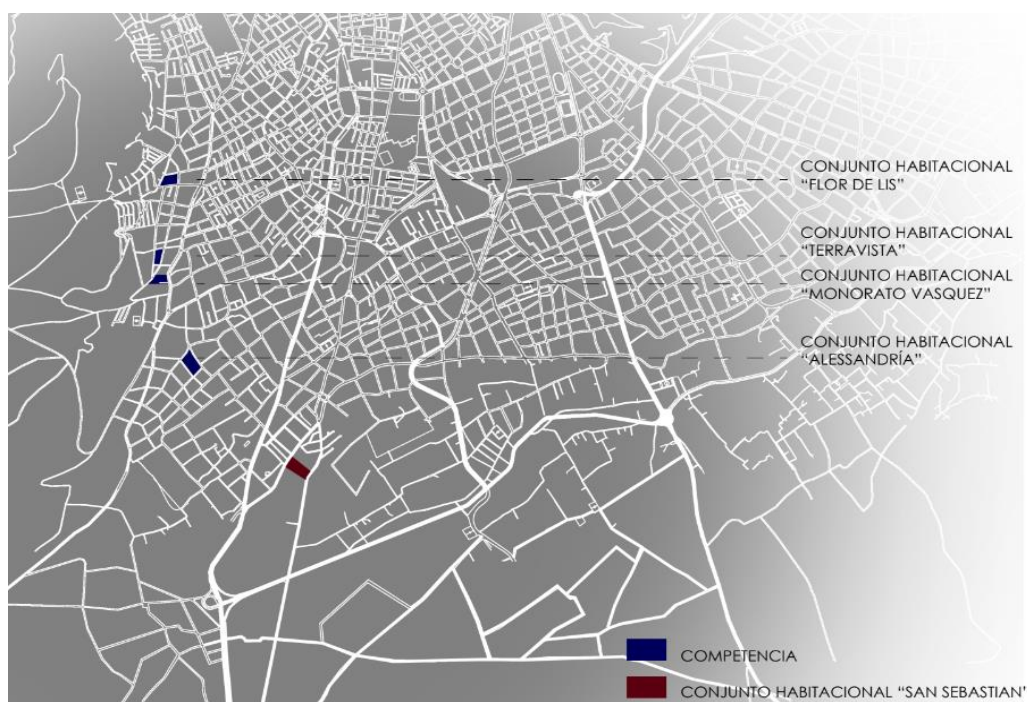 CONJUNTO HABITACIONAL
“FLOR DE LIS”
CONJUNTO HABITACIONAL
“TERRAVISTA”
CONJUNTO HABITACIONAL
“MONORATO VASQUEZ”
CONJUNTO HABITACIONAL
“ALESSANDRÍA”
COMPETENCIA
CONJUNTO HABITACIONAL “SAN SEBASTIAN”